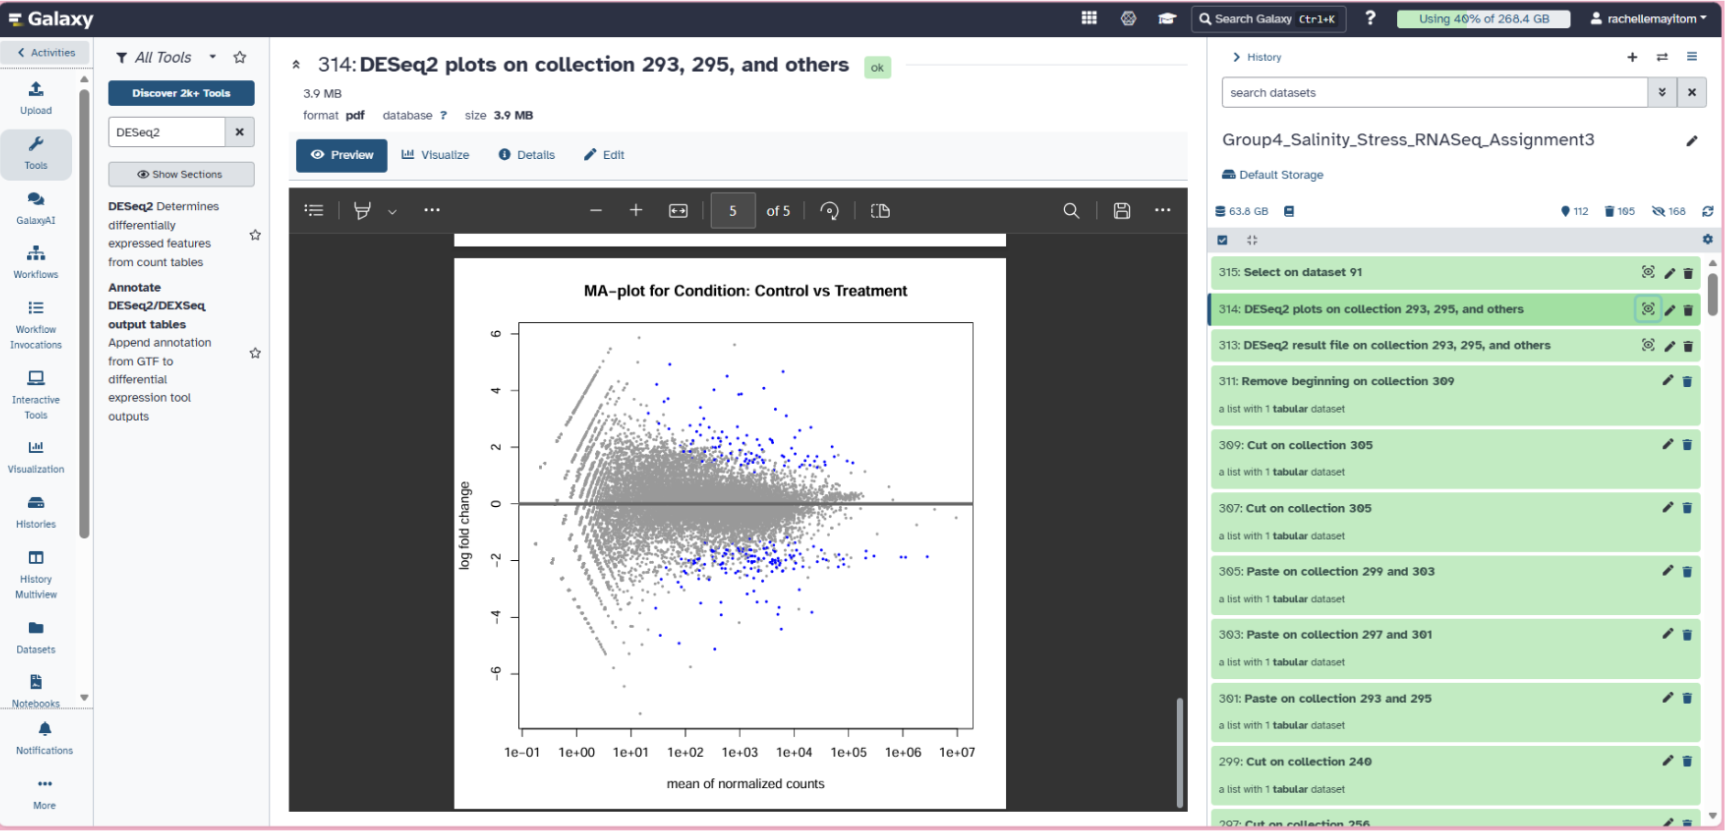 Galaxy
Search Galaxy Ctrl+K
?
Using 40% of 268.4 GB
rachellemayitom
Activities
Upload
Tools
GalaxyAI
Workflows
Workflow
Invocations
Interactive
Tools
Visualization
Histories
History
Multiview
Datasets
Notebooks
Notifications
More
All Tools
Discover 2k+ Tools
DESeq2
Show Sections
DESeq2 Determines
differentially
expressed features
from count tables
Annotate
DESeq2/DEXSeq
output tables
Append annotation
from GTF to
differential
expression tool
outputs
314: DESeq2 plots on collection 293, 295, and others ok
3.9 MB
format pdf database ? size 3.9 MB
Preview Visualize Details Edit
5 of 5
MA-plot for Condition: Control vs Treatment
6
4
2
0
-2
-4
-6
log fold change
1e-01 1e+00 1e+01 1e+02 1e+03 1e+04 1e+05 1e+06 1e+07
mean of normalized counts
History
search datasets
Group4_Salinity_Stress_RNASeq_Assignment3
Default Storage
63.8 GB 112 105 168
315: Select on dataset 91
314: DESeq2 plots on collection 293, 295, and others
313: DESeq2 result file on collection 293, 295, and others
311: Remove beginning on collection 309
a list with 1 tabular dataset
309: Cut on collection 305
a list with 1 tabular dataset
307: Cut on collection 305
a list with 1 tabular dataset
305: Paste on collection 299 and 303
a list with 1 tabular dataset
303: Paste on collection 297 and 301
a list with 1 tabular dataset
301: Paste on collection 293 and 295
a list with 1 tabular dataset
299: Cut on collection 240
a list with 1 tabular dataset
297: Cut on collection 256